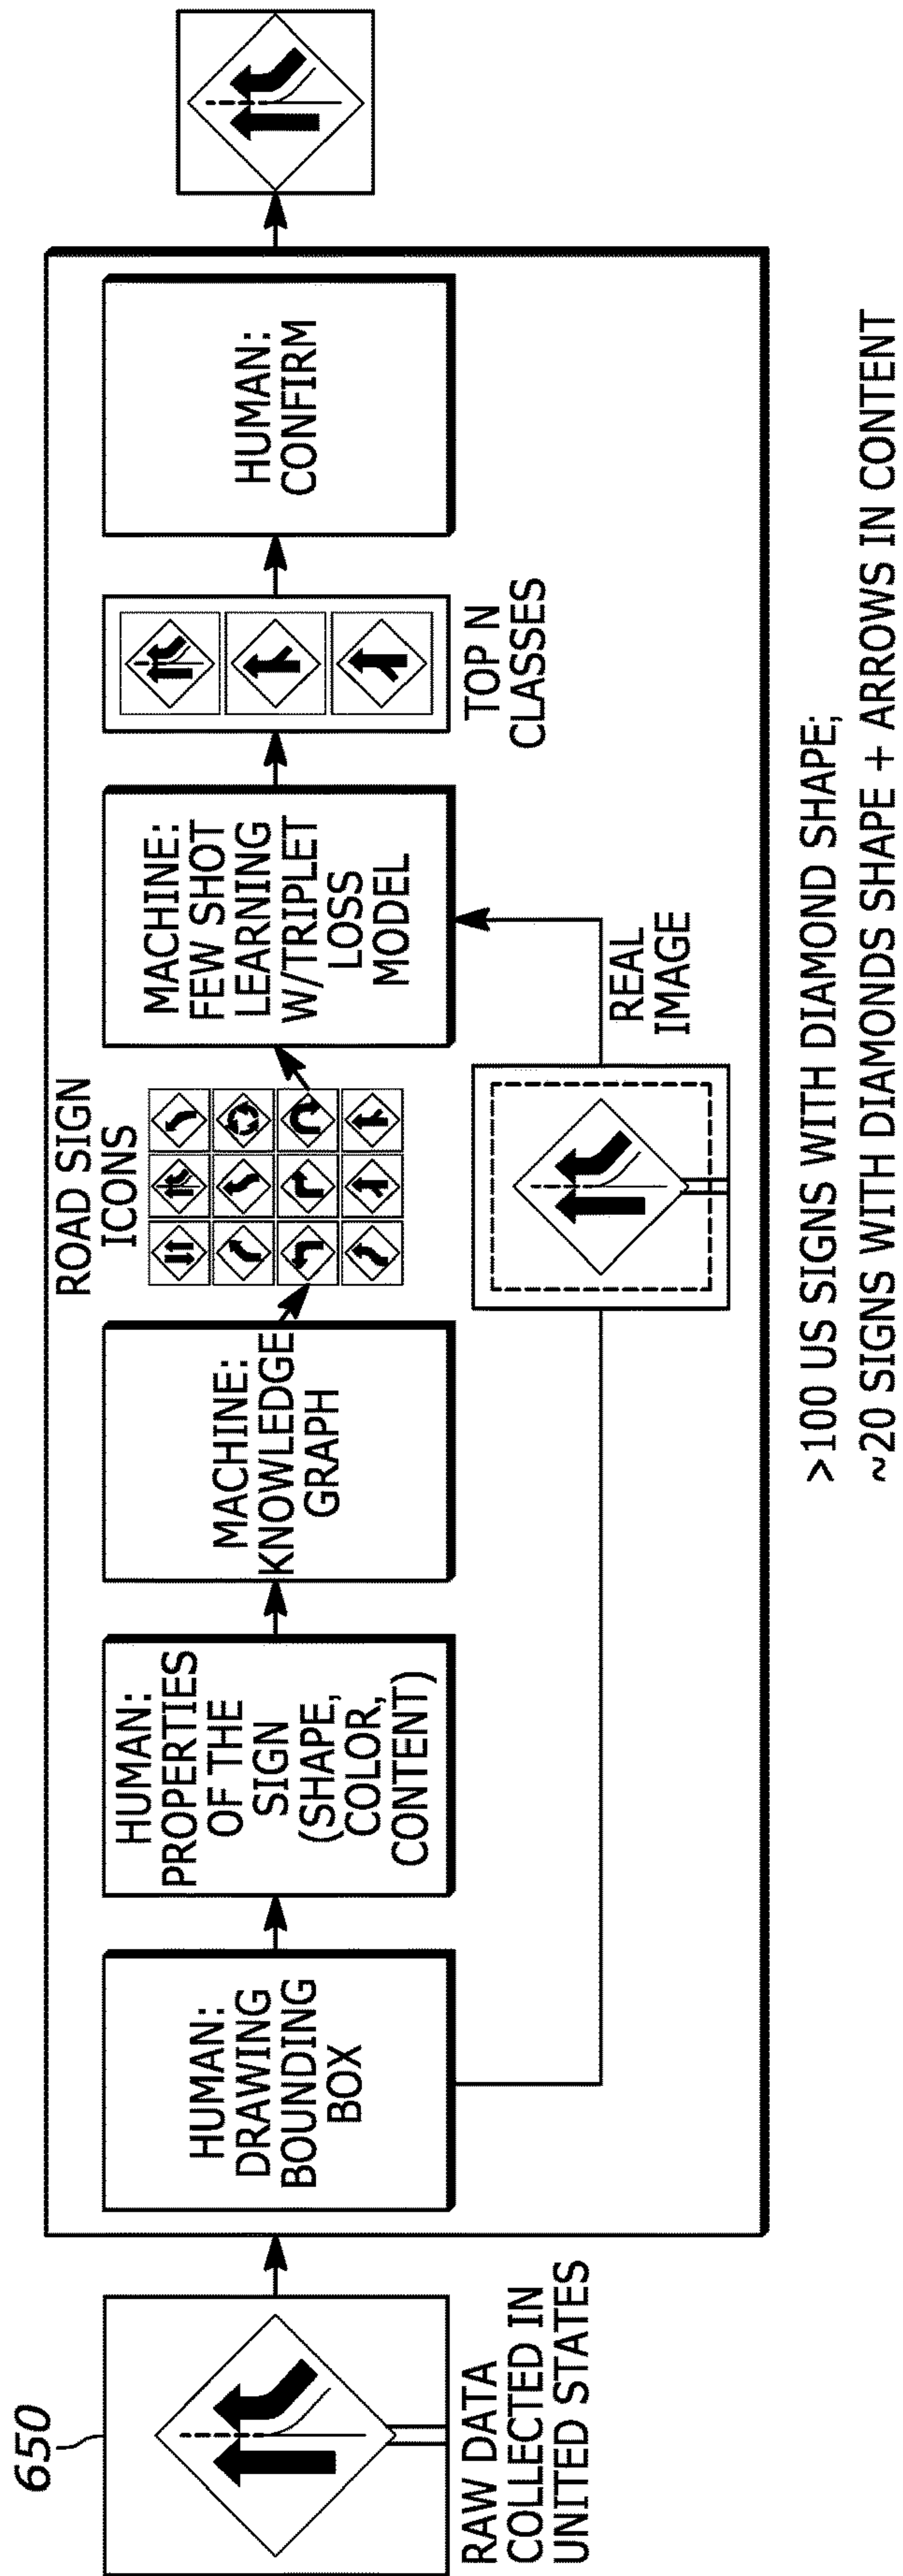 650
RAW DATA
COLLECTED IN
UNITED STATES
HUMAN:
DRAWING
BOUNDING
BOX
HUMAN:
PROPERTIES
OF THE
SIGN
(SHAPE,
COLOR,
CONTENT)
MACHINE:
KNOWLEDGE
GRAPH
ROAD SIGN
ICONS
REAL
IMAGE
MACHINE:
FEW SHOT
LEARNING
W/TRIPLET
LOSS
MODEL
TOP N
CLASSES
HUMAN:
CONFIRM
>100 US SIGNS WITH DIAMOND SHAPE;
~20 SIGNS WITH DIAMONDS SHAPE + ARROWS IN CONTENT